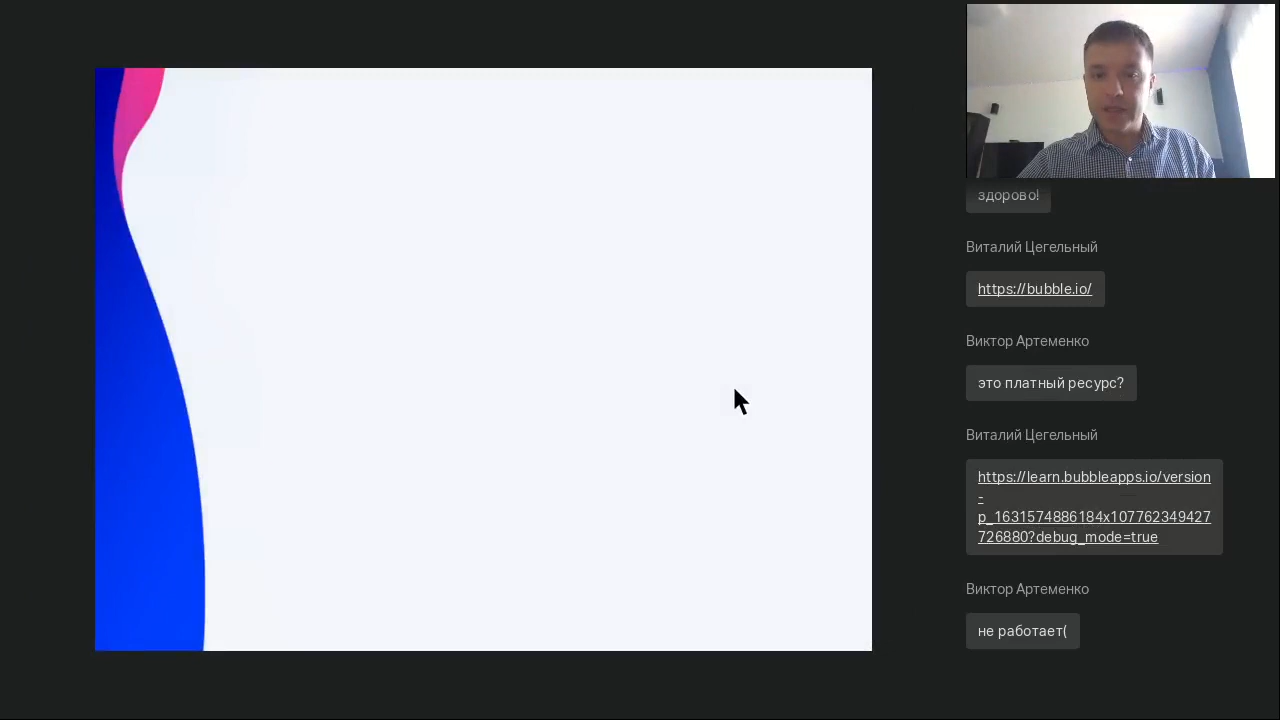 здорово!
Виталий Цегельный
https://bubble.io/
Виктор Артеменко
это платный ресурс?
Виталий Цегельный
https://learn.bubbleapps.io/version
-
p_1631574886184x107762349427
726880?debug_mode=true
Виктор Артеменко
не работает(